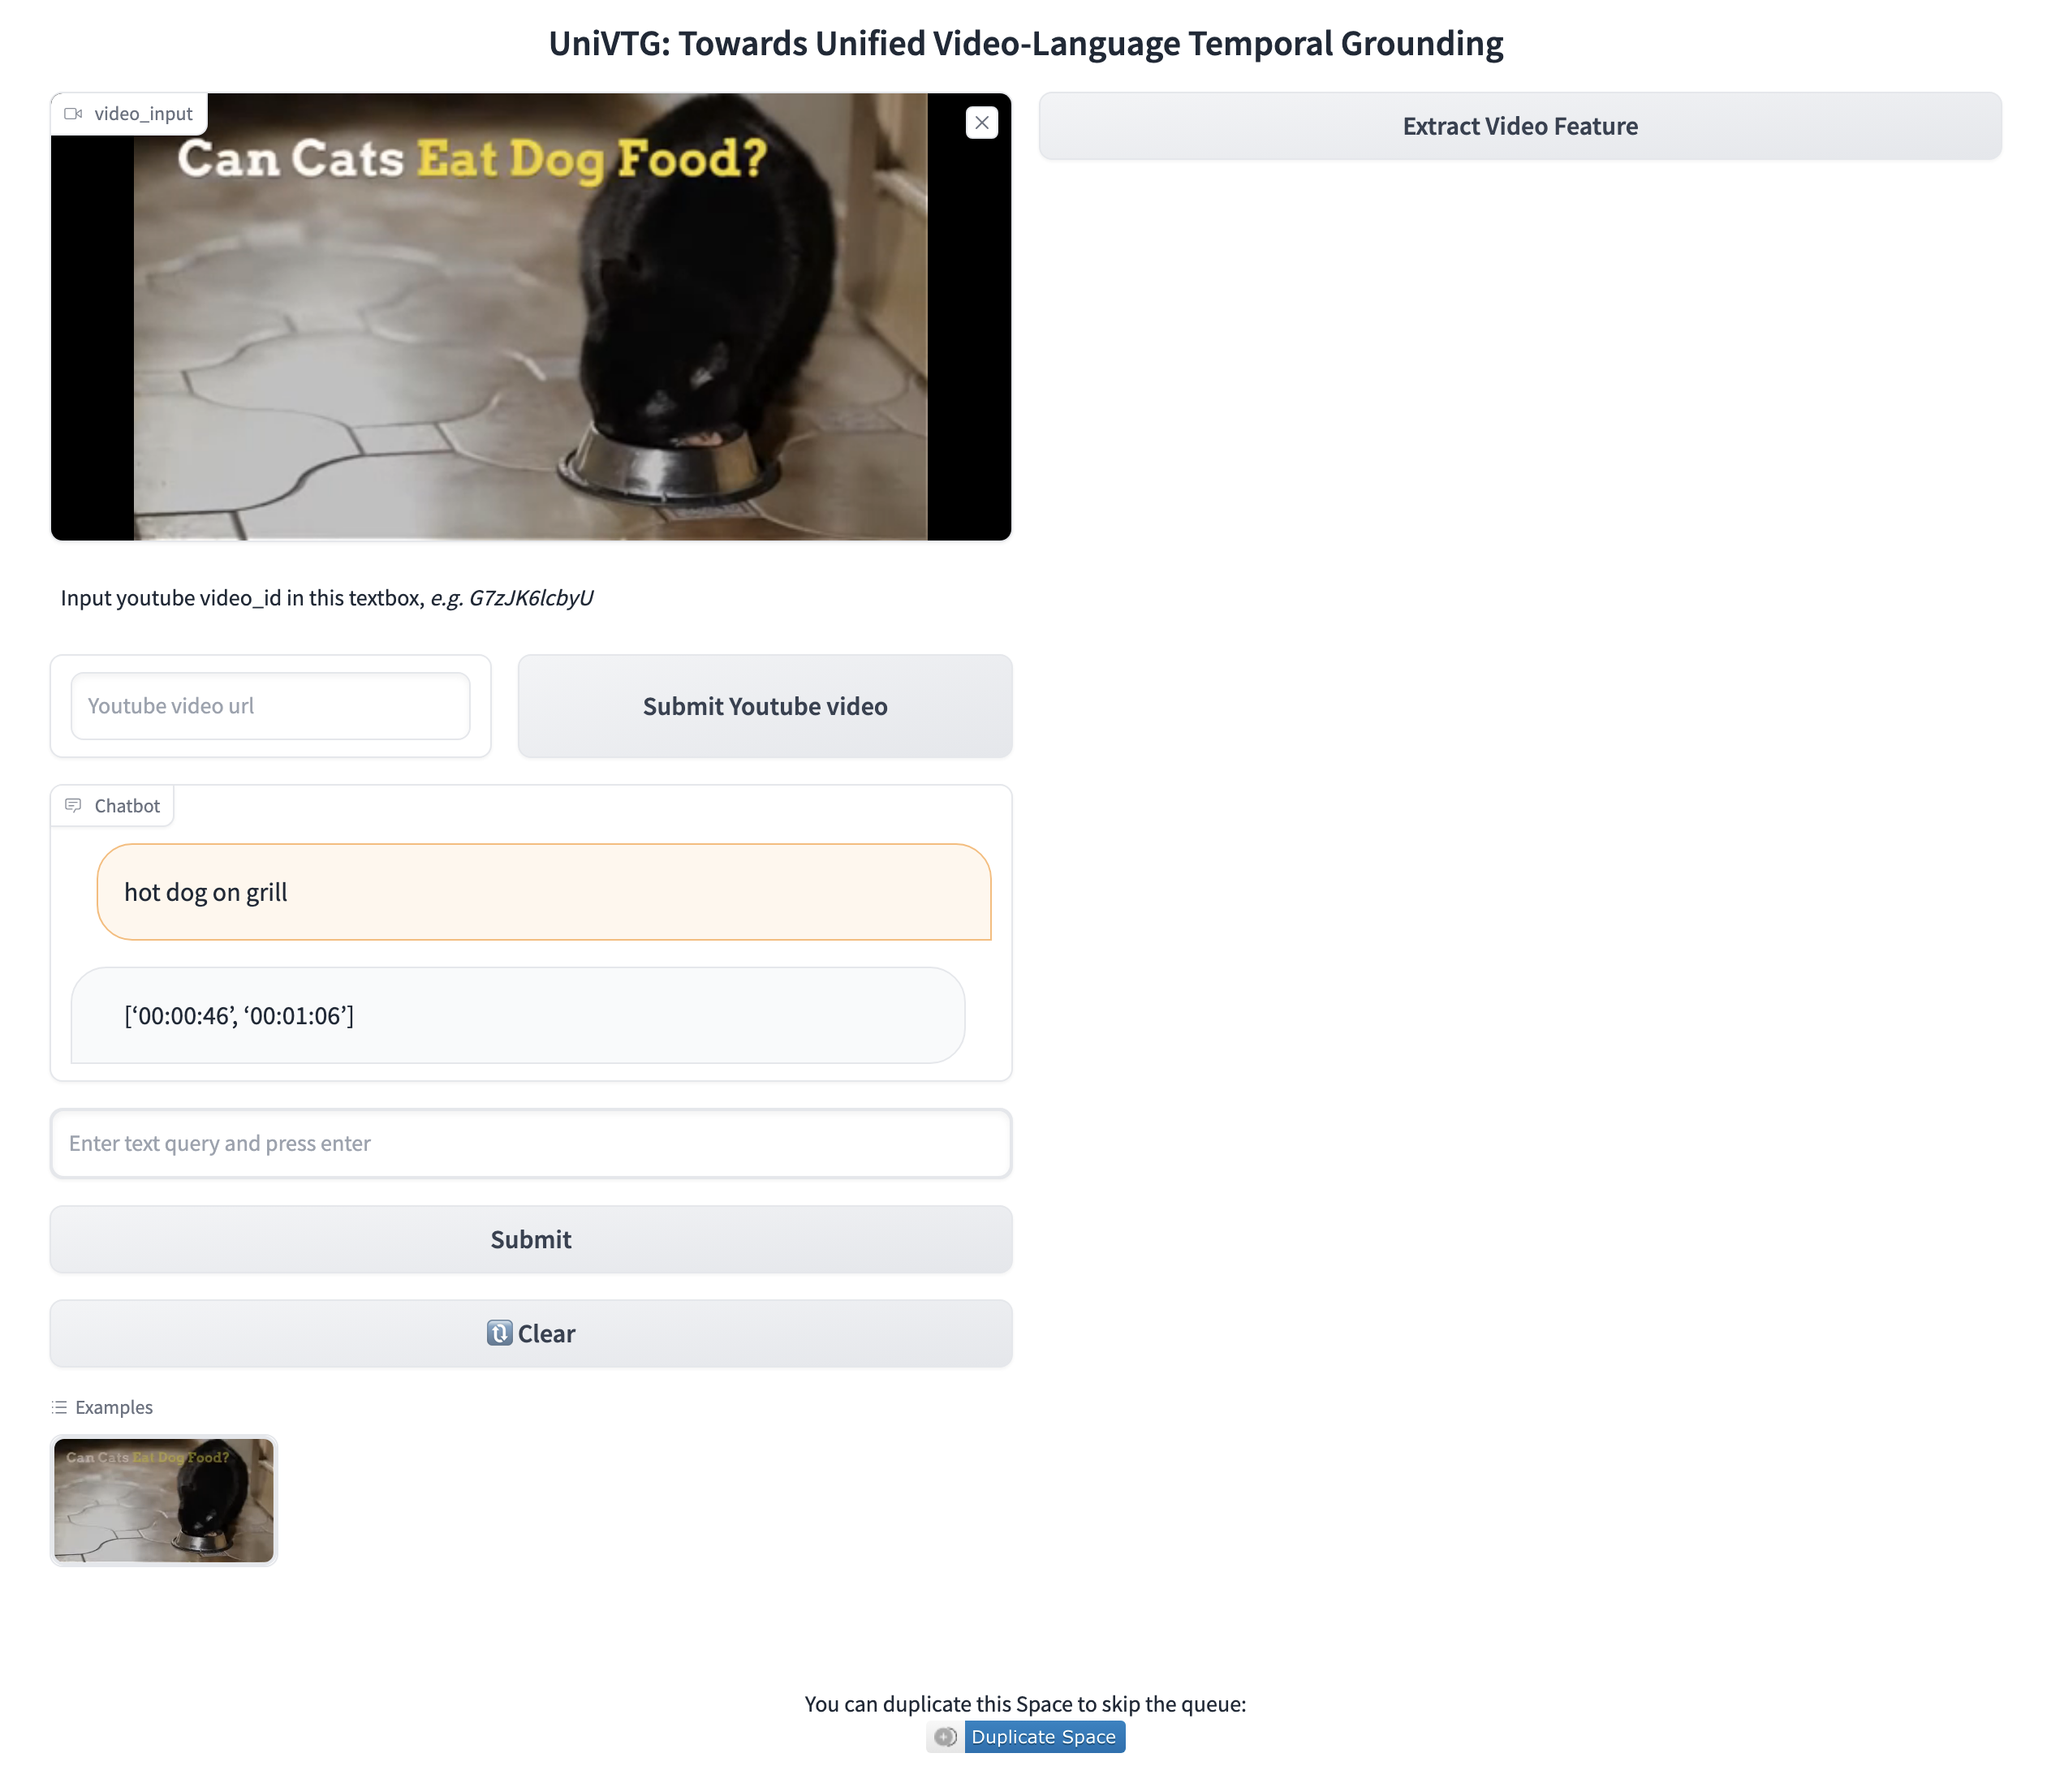 UniVTG: Towards Unified Video-Language Temporal Grounding
video_input
Can Cats Eat Dog Food?
Extract Video Feature
Input youtube video_id in this textbox, e.g. G7zJK6lcbyU
Youtube video url
Submit Youtube video
Chatbot
hot dog on grill
[‘00:00:46’, ‘00:01:06’]
Enter text query and press enter
Submit
Clear
Examples
Can Cats Eat Dog Food?
You can duplicate this Space to skip the queue:
Duplicate Space